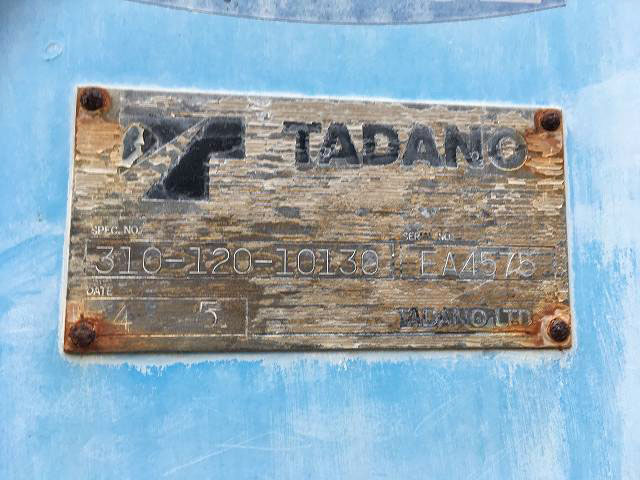 TADANO
SPEC. NO. SERIAL NO.
310-120-10130 EA4575
DATE
4 5
TADANO LTD